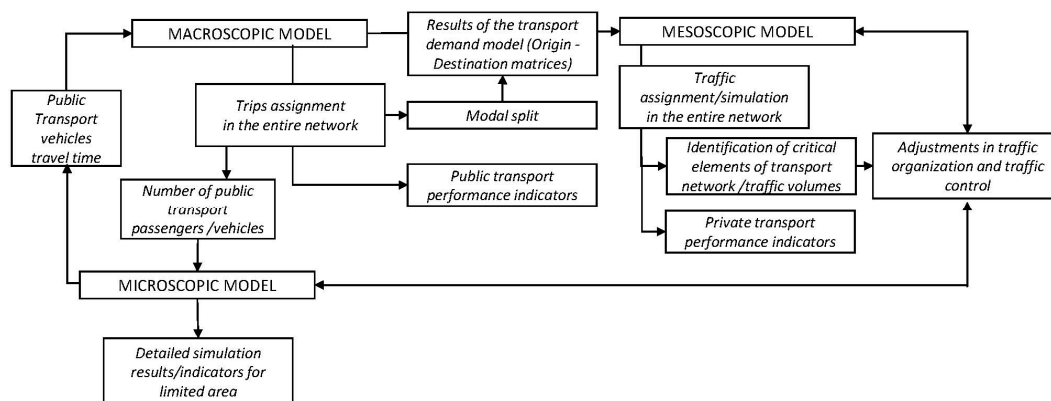 MACROSCOPIC MODEL
Results of the transport
demand model (Origin -
Destination matrices)
MESOSCOPIC MODEL
Public
Transport
vehicles
travel time
Trips assignment
in the entire network
Modal split
Traffic
assignment/simulation
in the entire network
Number of public
transport
passengers /vehicles
Public transport
performance indicators
Identification of critical
elements of transport
network /traffic volumes
Adjustments in traffic
organization and traffic
control
Private transport
performance indicators
MICROSCOPIC MODEL
Detailed simulation
results/indicators for
limited area